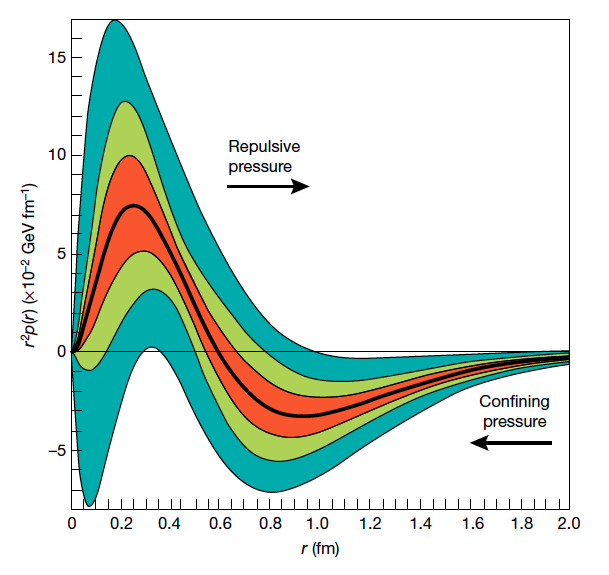 15
10
5
0
−5
r²p(r) (×10⁻² GeV fm⁻¹)
Repulsive
pressure
Confining
pressure
0 0.2 0.4 0.6 0.8 1.0 1.2 1.4 1.6 1.8 2.0
r (fm)